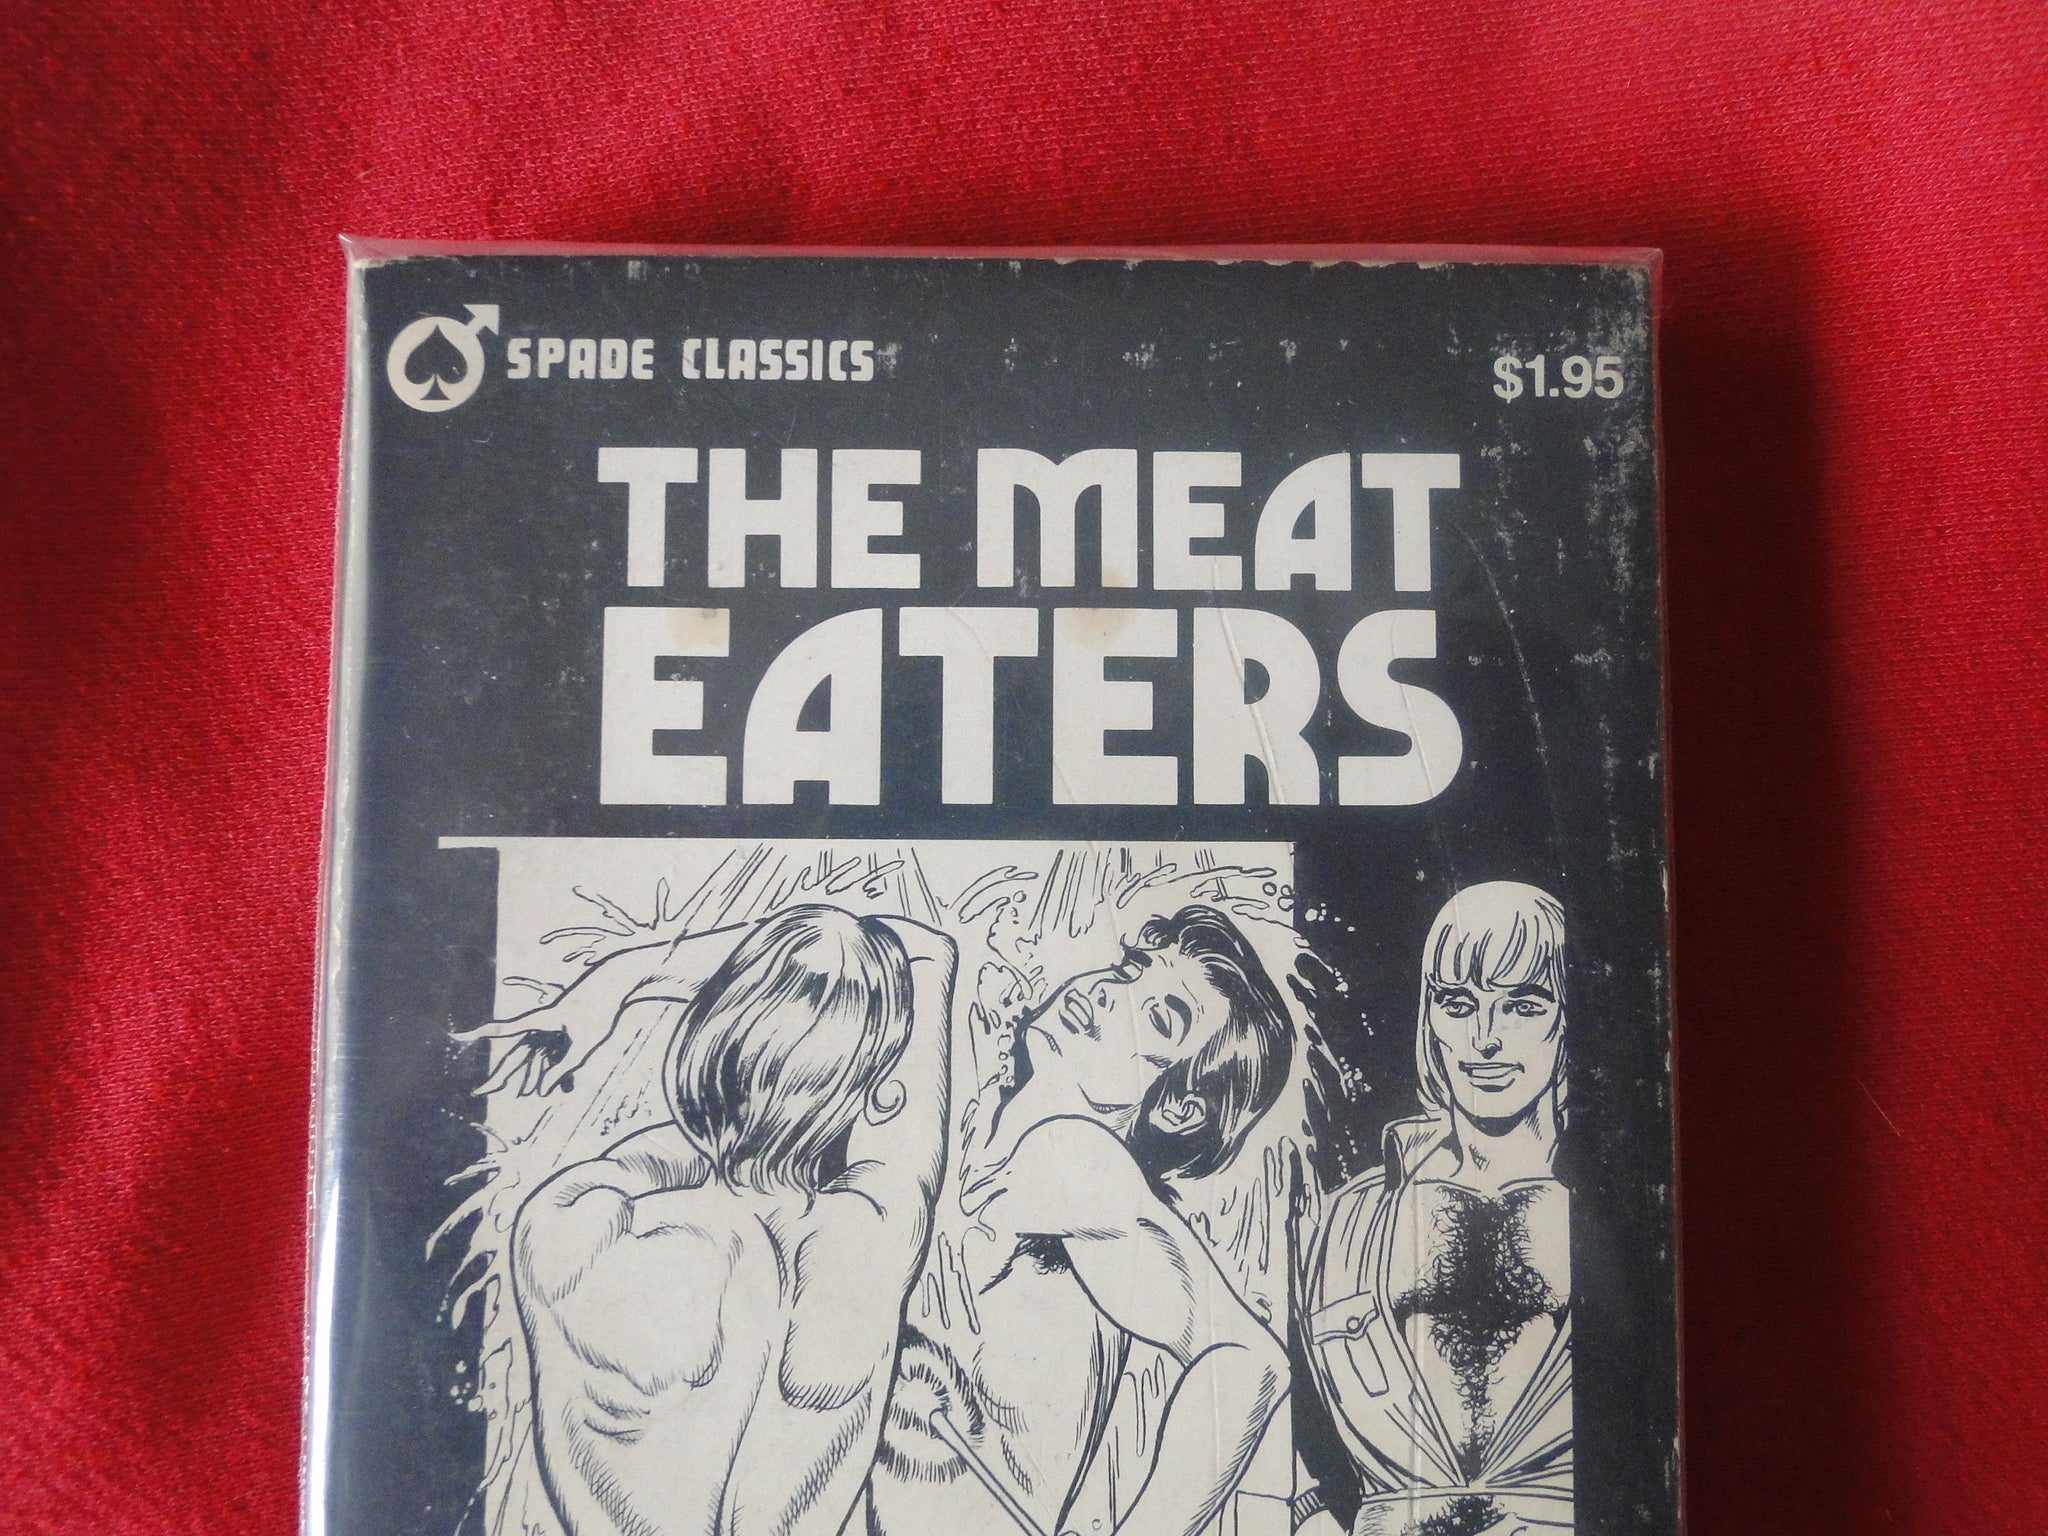 SPADE CLASSICS
$1.95
THE MEAT
EATERS